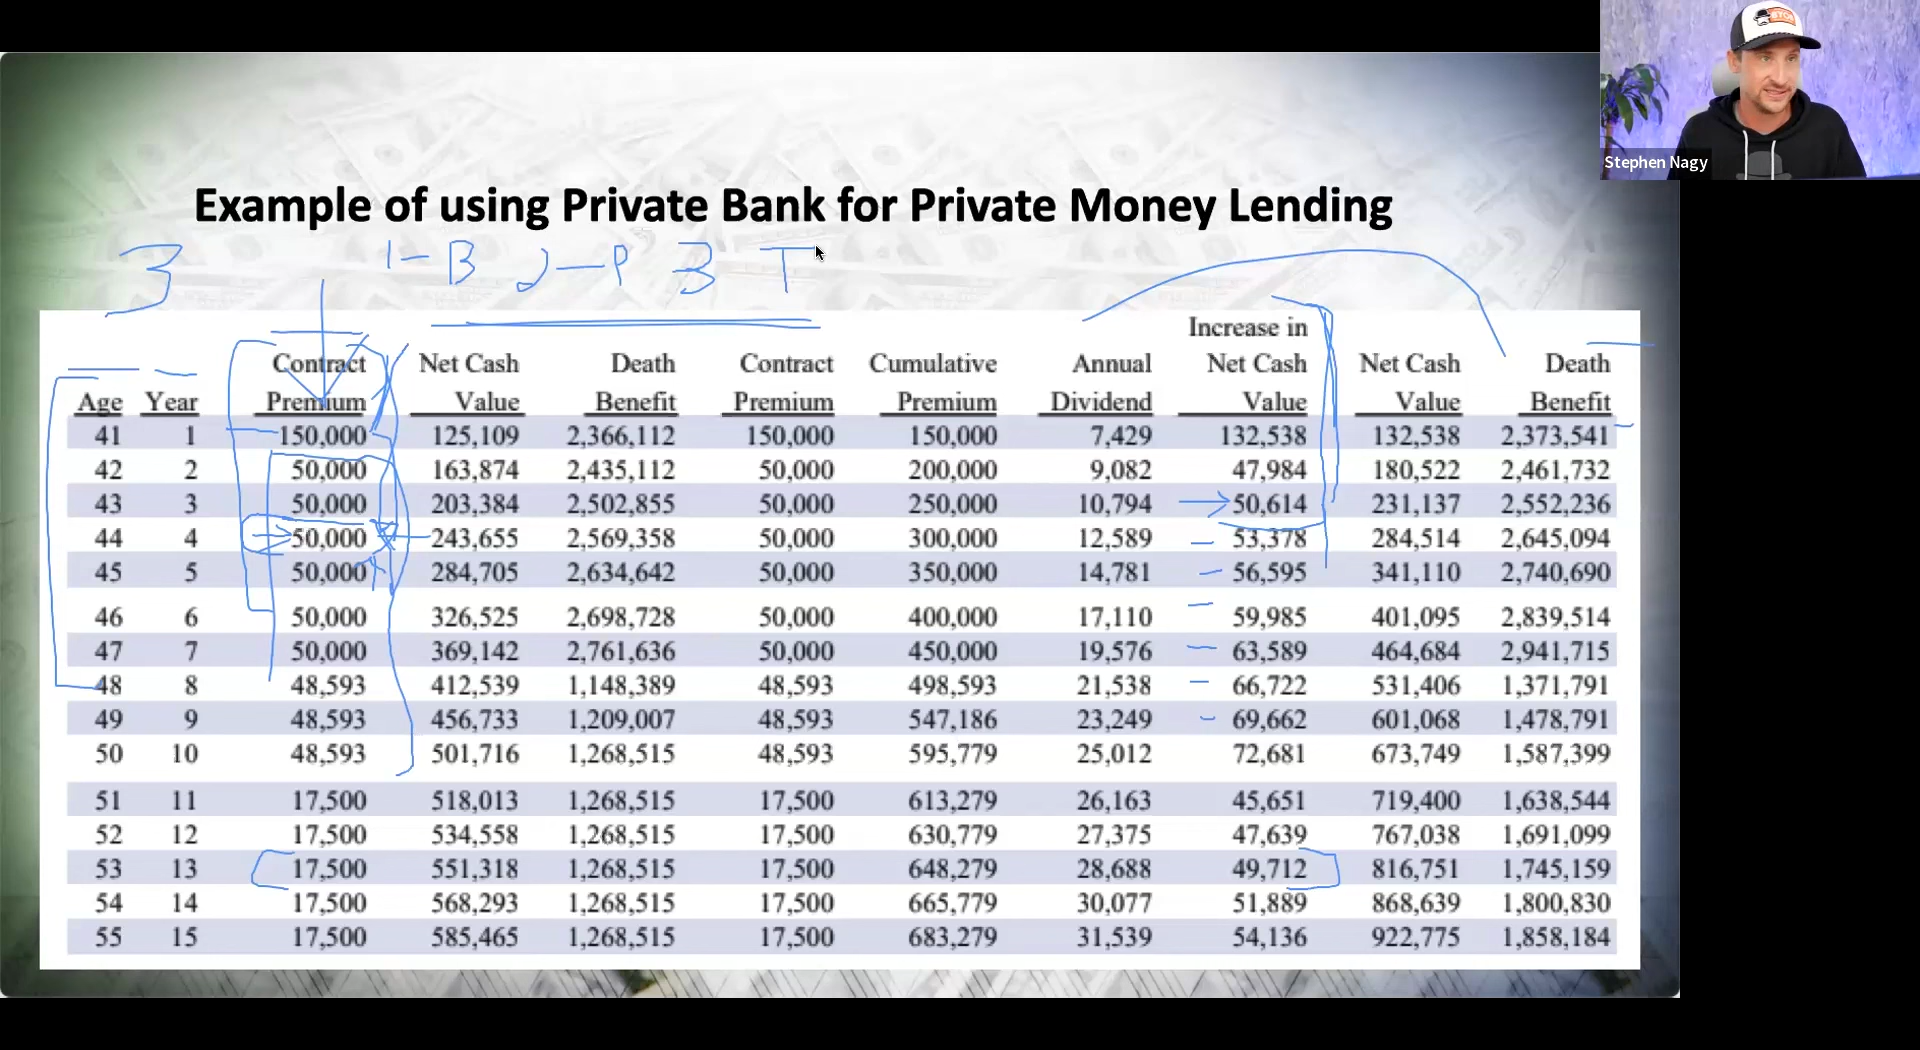 BYOB
Stephen Nagy
Example of using Private Bank for Private Money Lending
3 1-B 2-P 3 T
Increase in
Contract Net Cash Death Contract Cumulative Annual Net Cash Net Cash Death
Age Year Premium Value Benefit Premium Premium Dividend Value Value Benefit
41 1 150,000 125,109 2,366,112 150,000 150,000 7,429 132,538 132,538 2,373,541
42 2 50,000 163,874 2,435,112 50,000 200,000 9,082 47,984 180,522 2,461,732
43 3 50,000 203,384 2,502,855 50,000 250,000 10,794 50,614 231,137 2,552,236
44 4 50,000 243,655 2,569,358 50,000 300,000 12,589 53,378 284,514 2,645,094
45 5 50,000 284,705 2,634,642 50,000 350,000 14,781 56,595 341,110 2,740,690
46 6 50,000 326,525 2,698,728 50,000 400,000 17,110 59,985 401,095 2,839,514
47 7 50,000 369,142 2,761,636 50,000 450,000 19,576 63,589 464,684 2,941,715
48 8 48,593 412,539 1,148,389 48,593 498,593 21,538 66,722 531,406 1,371,791
49 9 48,593 456,733 1,209,007 48,593 547,186 23,249 69,662 601,068 1,478,791
50 10 48,593 501,716 1,268,515 48,593 595,779 25,012 72,681 673,749 1,587,399
51 11 17,500 518,013 1,268,515 17,500 613,279 26,163 45,651 719,400 1,638,544
52 12 17,500 534,558 1,268,515 17,500 630,779 27,375 47,639 767,038 1,691,099
53 13 17,500 551,318 1,268,515 17,500 648,279 28,688 49,712 816,751 1,745,159
54 14 17,500 568,293 1,268,515 17,500 665,779 30,077 51,889 868,639 1,800,830
55 15 17,500 585,465 1,268,515 17,500 683,279 31,539 54,136 922,775 1,858,184